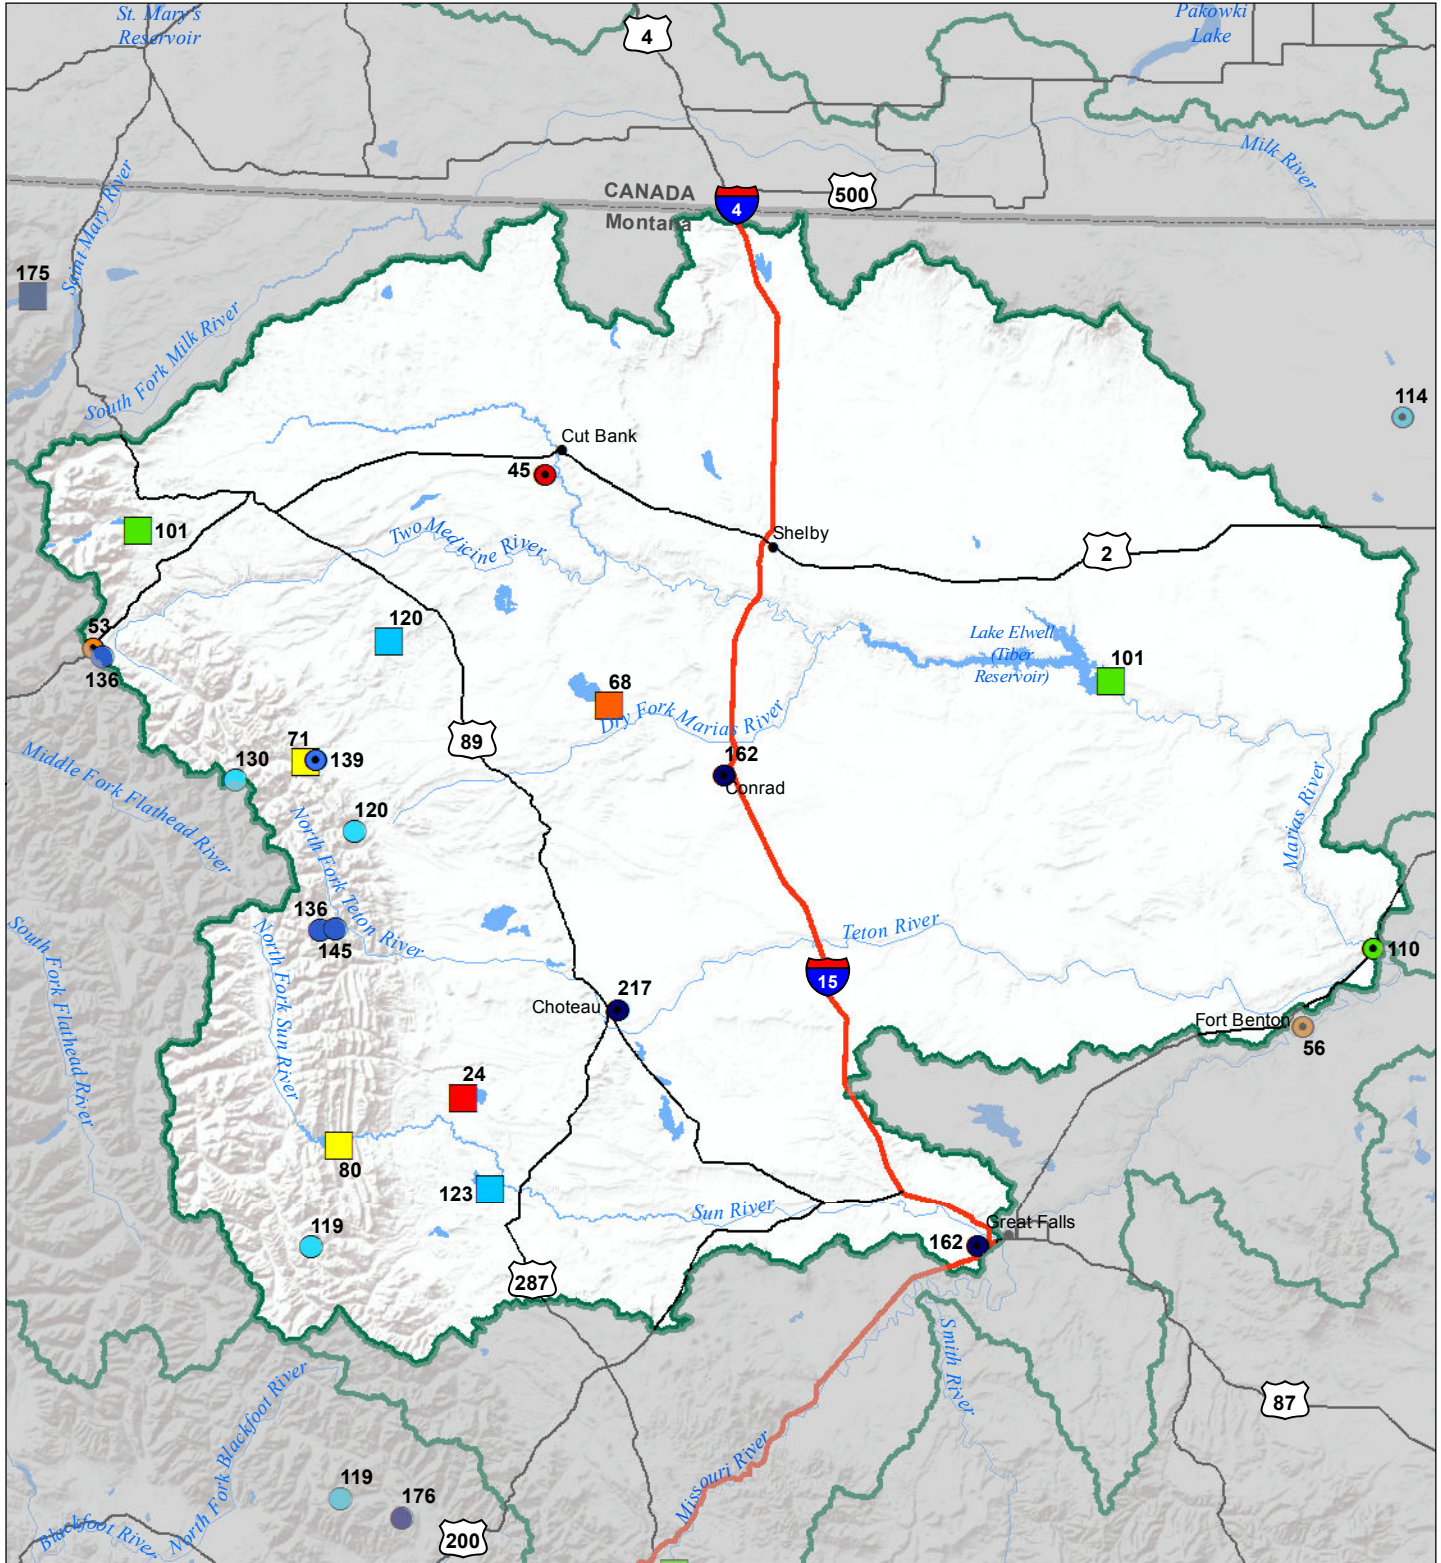 St. Mary's
Reservoir
4
Pakowki
Lake
Milk River
CANADA
Montana
4
500
Saint Mary River
175
South Fork Milk River
114
Cut Bank
45
101
Two Medicine River
Shelby
2
53
136
120
Lake Elwell
(Tiber
Reservoir)
101
68
Dry Fork Marias River
89
71
139
130
162
Conrad
Middle Fork Flathead River
120
North Fork Teton River
Marias River
136
145
South Fork Flathead River
North Fork Sun River
Teton River
110
15
217
Choteau
Fort Benton
56
24
80
123
Sun River
119
Great Falls
162
287
Smith River
87
North Fork Blackfoot River
Missouri River
119
176
Blackfoot River
200